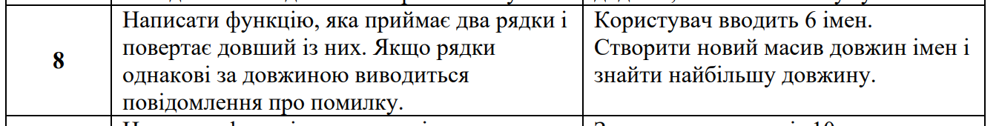 8
Написати функцію, яка приймає два рядки і
повертає довший із них. Якщо рядки
однакові за довжиною виводиться
повідомлення про помилку.
Користувач вводить 6 імен.
Створити новий масив довжин імен і
знайти найбільшу довжину.